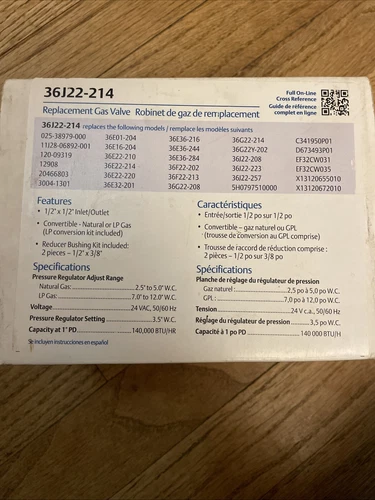 36J22-214
Replacement Gas Valve Robinet de gaz de remplacement
Full On-Line
Cross Reference
Guide de référence
complet en ligne
36J22-214 replaces the following models / remplace les modèles suivants
025-38979-000 36E01-204 36E36-216 36G22-214 C341950P01
11J28-06892-001 36E16-204 36E36-244 36G22Y-202 D673493P01
120-09319 36E22-210 36E36-284 36J22-208 EF32CW031
12908 36E22-214 36F22-213 36J22-223 EF32CW035
20466803 36E22-220 36F22-213 36J22-257 X13120655010
3004-1301 36E32-201 36G22-208 5H0797510000 X13120672010
Features
• 1/2" x 1/2" Inlet/Outlet
• Convertible - Natural or LP Gas
(LP conversion kit included)
• Reducer Bushing Kit included:
2 pieces – 1/2" x 3/8"
Specifications
Pressure Regulator Adjust Range
Natural Gas: 2.5" to 5.0" W.C.
LP Gas: 7.0" to 12.0" W.C.
Voltage 24 VAC, 50/60 Hz
Pressure Regulator Setting 3.5" W.C.
Capacity at 1" PD 140,000 BTU/HR
Se incluyen instrucciones en español
Caractéristiques
• Entrée/sortie 1/2 po sur 1/2 po
• Convertible – gaz naturel ou GPL
(trousse de conversion au GPL comprise)
• Trousse de raccord de réduction comprise :
2 pièces – 1/2 po sur 3/8 po
Spécifications
Planche de réglage du régulateur de pression
Gaz naturel : 2,5 po à 5,0 po W.C.
GPL : 7,0 po à 12,0 po W.C.
Tension 24 V c.a., 50/60 Hz
Réglage du régulateur de pression 3,5 po W.C.
Capacité à 1 po PD 140 000 BTU/H